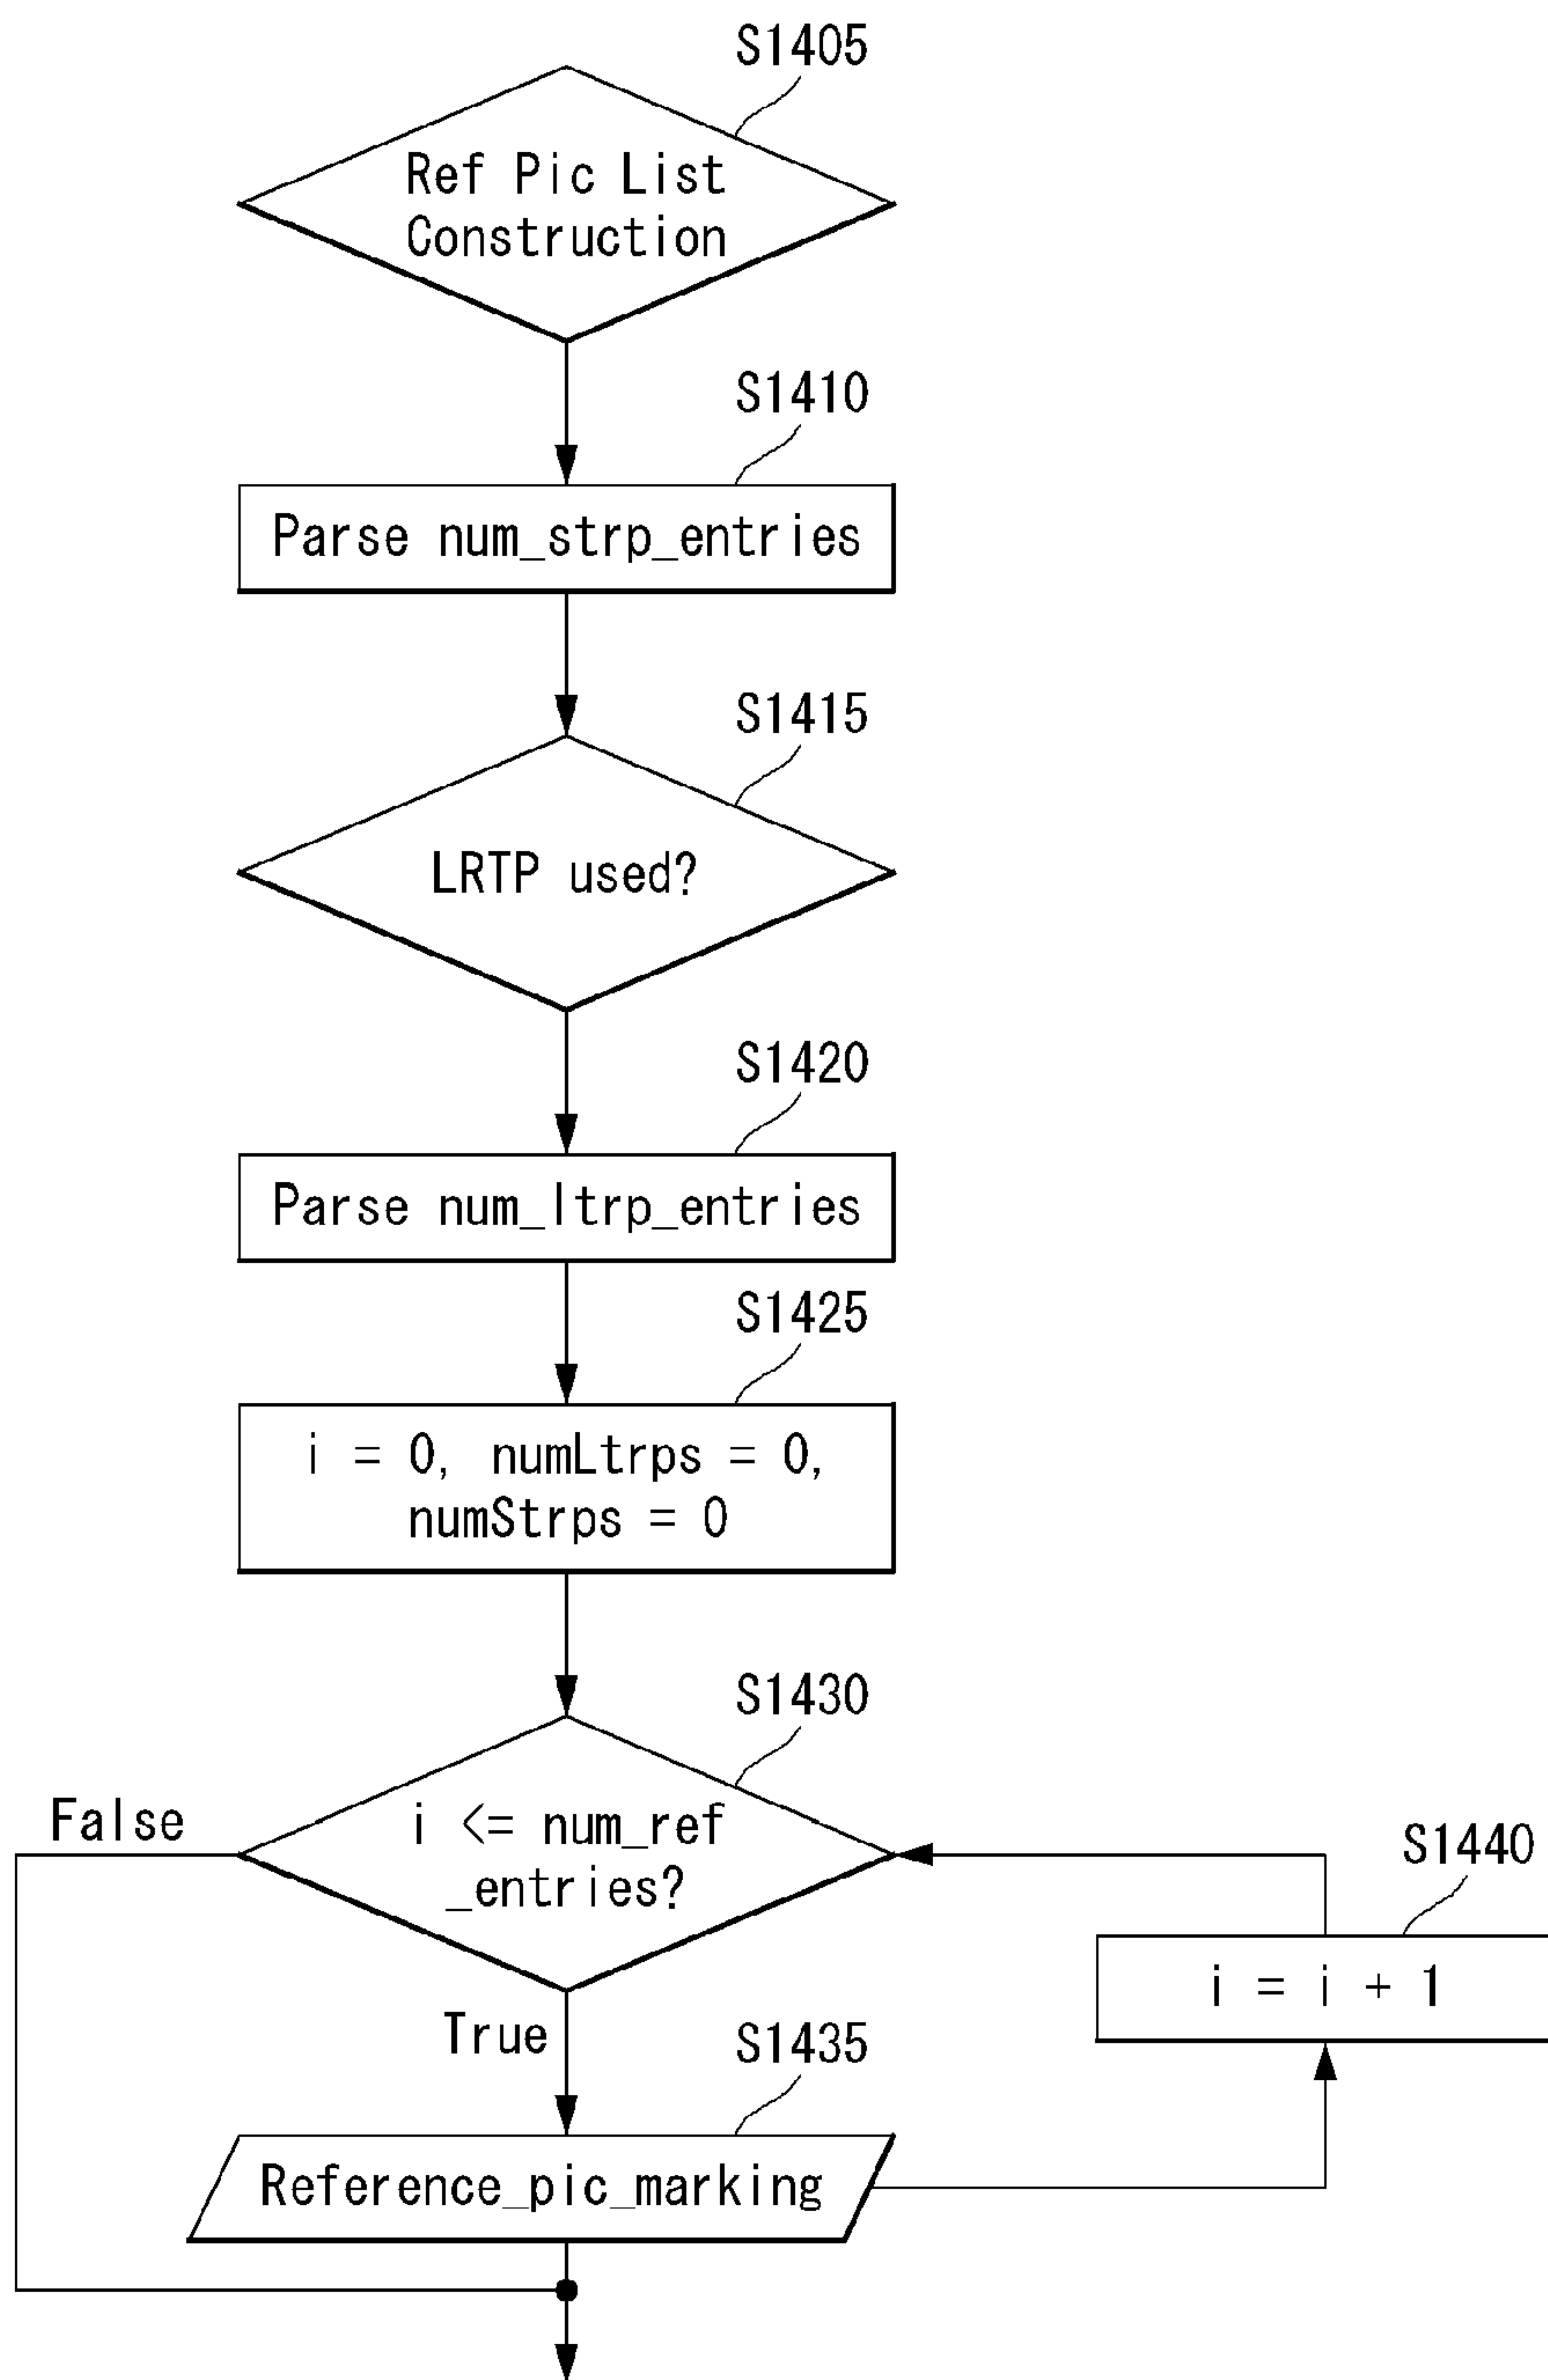 S1405
Ref Pic List
Construction
S1410
Parse num_strp_entries
S1415
LRTP used?
S1420
Parse num_ltrp_entries
S1425
i = 0, numLtrps = 0,
numStrps = 0
S1430
False
i <= num_ref
_entries?
S1440
i = i + 1
True
S1435
Reference_pic_marking